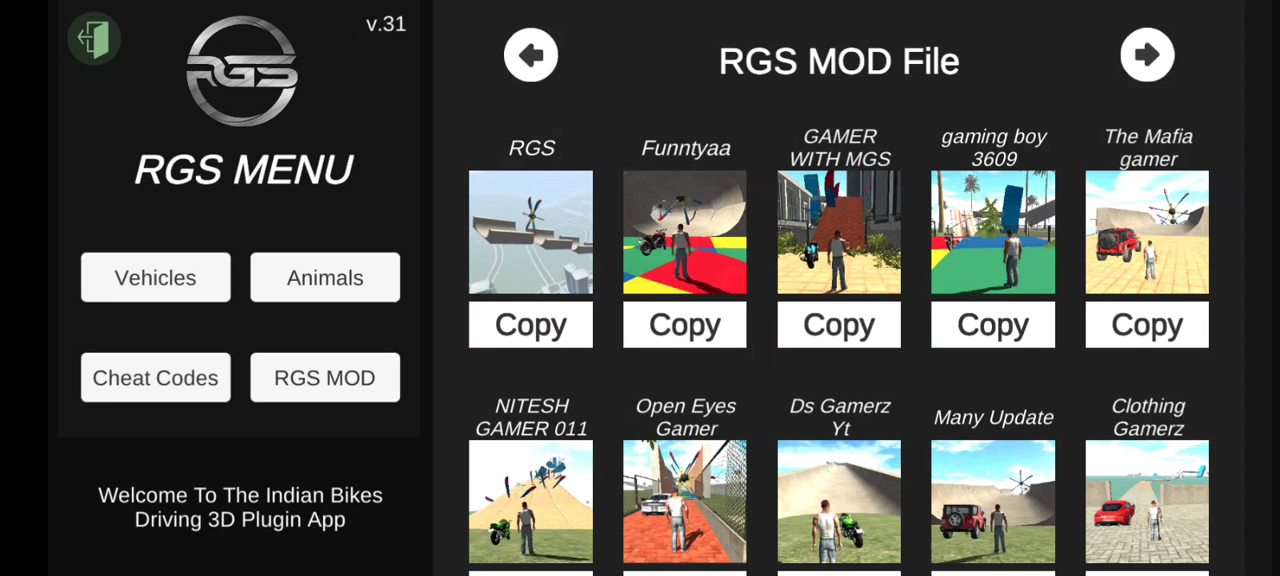 v.31
RGS
RGS MENU
Vehicles
Animals
Cheat Codes
RGS MOD
Welcome To The Indian Bikes
Driving 3D Plugin App
RGS MOD File
RGS
Funntyaa
GAMER
WITH MGS
gaming boy
3609
The Mafia
gamer
Copy
Copy
Copy
Copy
Copy
NITESH
GAMER 011
Open Eyes
Gamer
Ds Gamerz
Yt
Many Update
Clothing
Gamerz